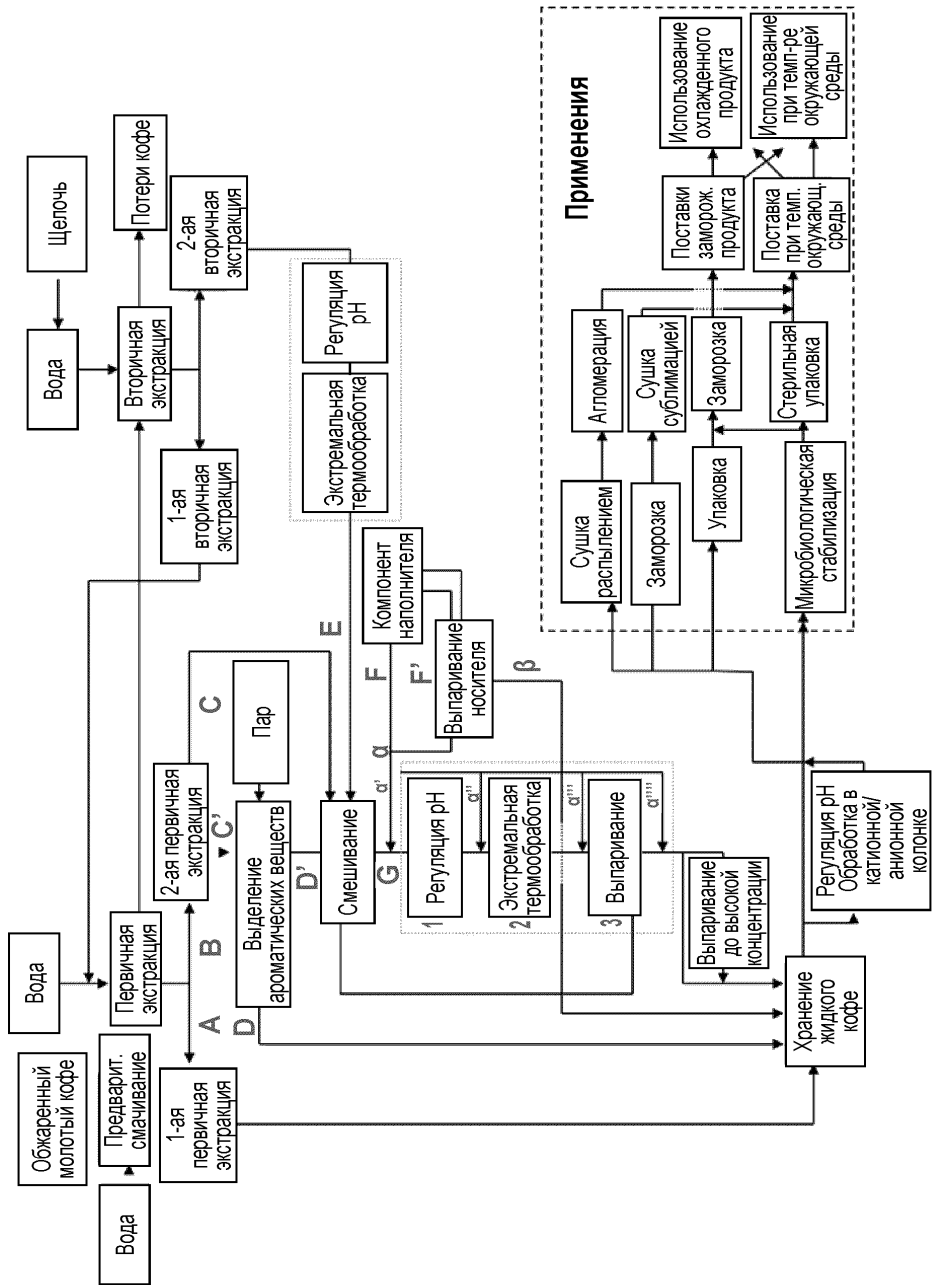 Вода
Обжаренный
молотый кофе
Вода
Предварит.
смачивание
Первичная
экстракция
Вода
Щелочь
Вторичная
экстракция
Потери кофе
1-ая
первичная
экстракция
A
B
2-ая первичная
экстракция
C
C'
1-ая
вторичная
экстракция
2-ая
вторичная
экстракция
D
Выделение
ароматических веществ
Пар
D'
Смешивание
E
Экстремальная
термообработка
Регуляция
pH
G
α'
α
F
Компонент
наполнителя
F'
Выпаривание
носителя
β
1
Регуляция pH
α''
2
Экстремальная
термообработка
α'''
3
Выпаривание
α''''
Выпаривание
до высокой
концентрации
Хранение
жидкого
кофе
Регуляция pH
Обработка в
катионной/
анионной
колонке
Применения
Сушка
распылением
Агломерация
Заморозка
Сушка
сублимацией
Упаковка
Заморозка
Поставки
заморож.
продукта
Использование
охлажденного
продукта
Микробиологическая
стабилизация
Стерильная
упаковка
Поставка
при темп.
окружающ.
среды
Использование
при темп-ре
окружающей
среды